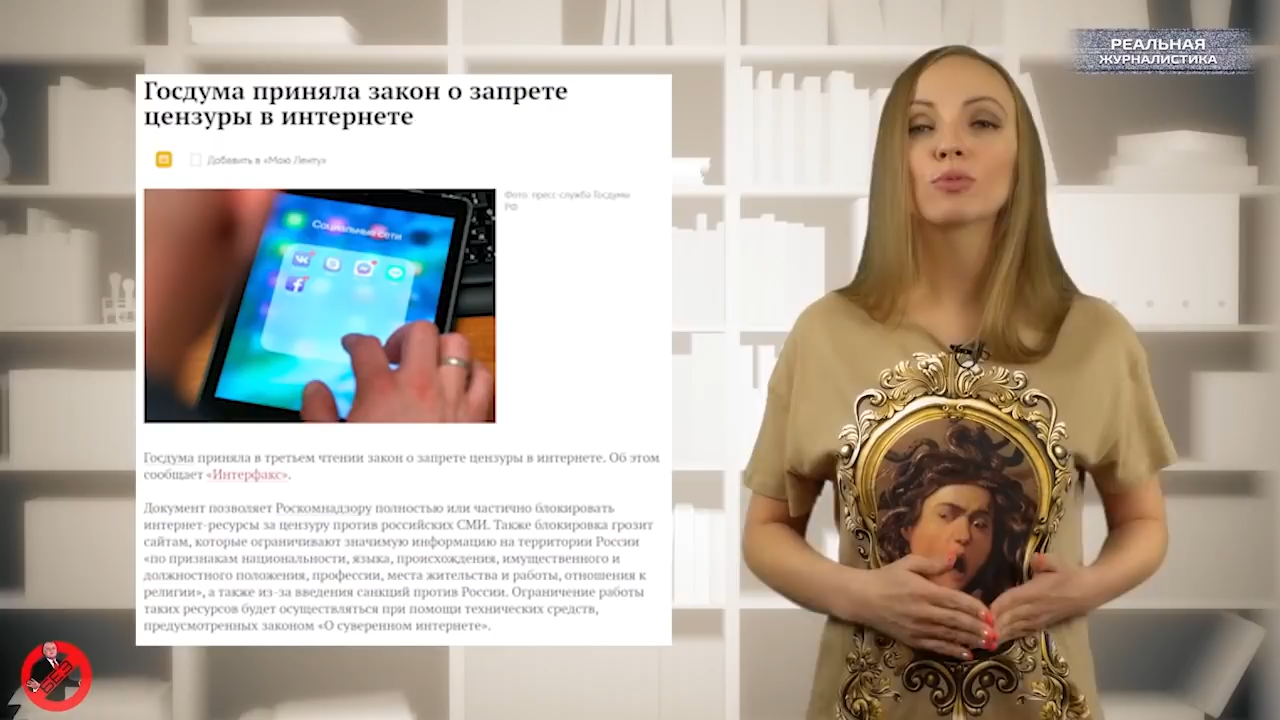 РЕАЛЬНАЯ
ЖУРНАЛИСТИКА
Госдума приняла закон о запрете
цензуры в интернете
Добавить в «Мою Ленту»
Фото: пресс-служба Госдумы
РФ
Социальные сети
Госдума приняла в третьем чтении закон о запрете цензуры в интернете. Об этом
сообщает «Интерфакс».
Документ позволяет Роскомнадзору полностью или частично блокировать
интернет-ресурсы за цензуру против российских СМИ. Также блокировка грозит
сайтам, которые ограничивают значимую информацию на территории России
«по признакам национальности, языка, происхождения, имущественного и
должностного положения, профессии, места жительства и работы, отношения к
религии», а также из-за введения санкций против России. Ограничение работы
таких ресурсов будет осуществляться при помощи технических средств,
предусмотренных законом «О суверенном интернете».
БЕЗ